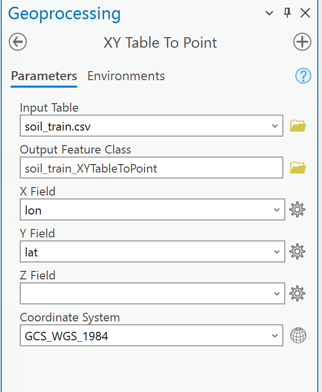 Geoprocessing
XY Table To Point
Parameters Environments
Input Table
soil_train.csv
Output Feature Class
soil_train_XYTableToPoint
X Field
lon
Y Field
lat
Z Field
Coordinate System
GCS_WGS_1984